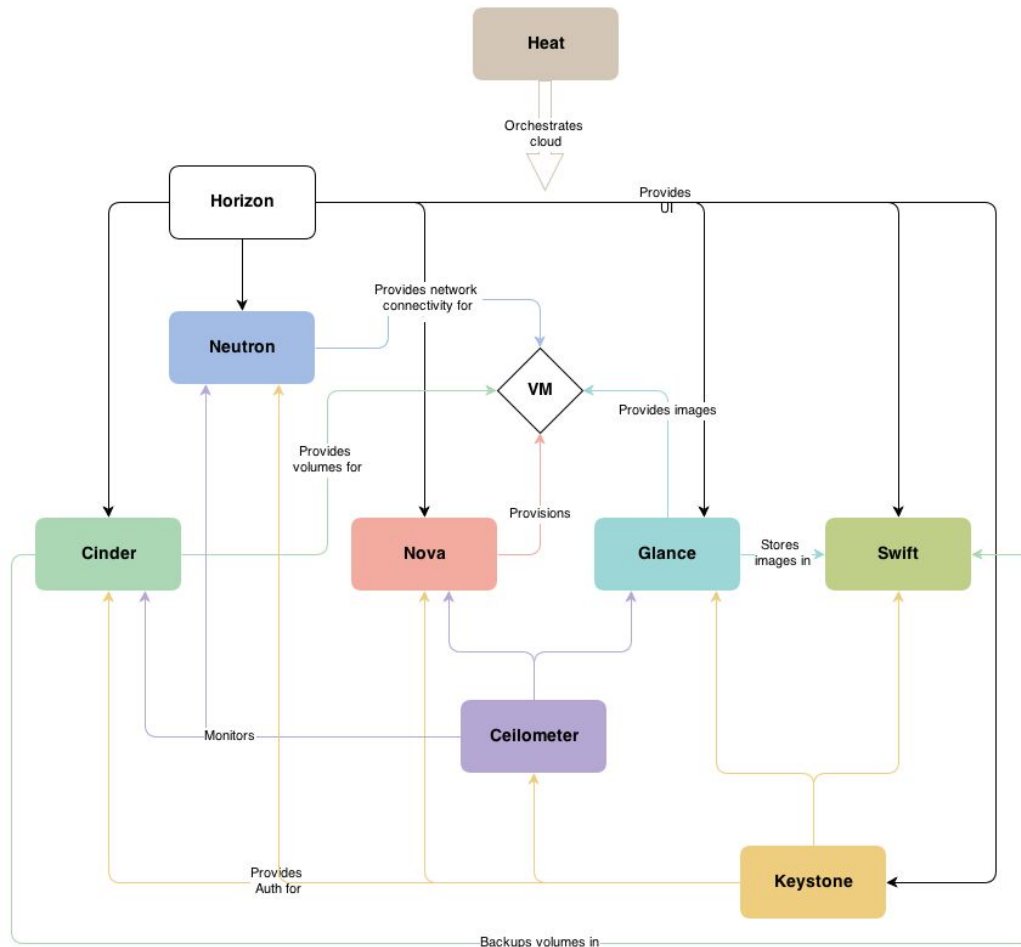 Heat
Orchestrates
cloud
Horizon
Provides
UI
Provides network
connectivity for
Neutron
VM
Provides images
Provides
volumes for
Provisions
Cinder
Nova
Glance
Stores
images in
Swift
Monitors
Ceilometer
Provides
Auth for
Keystone
Backups volumes in